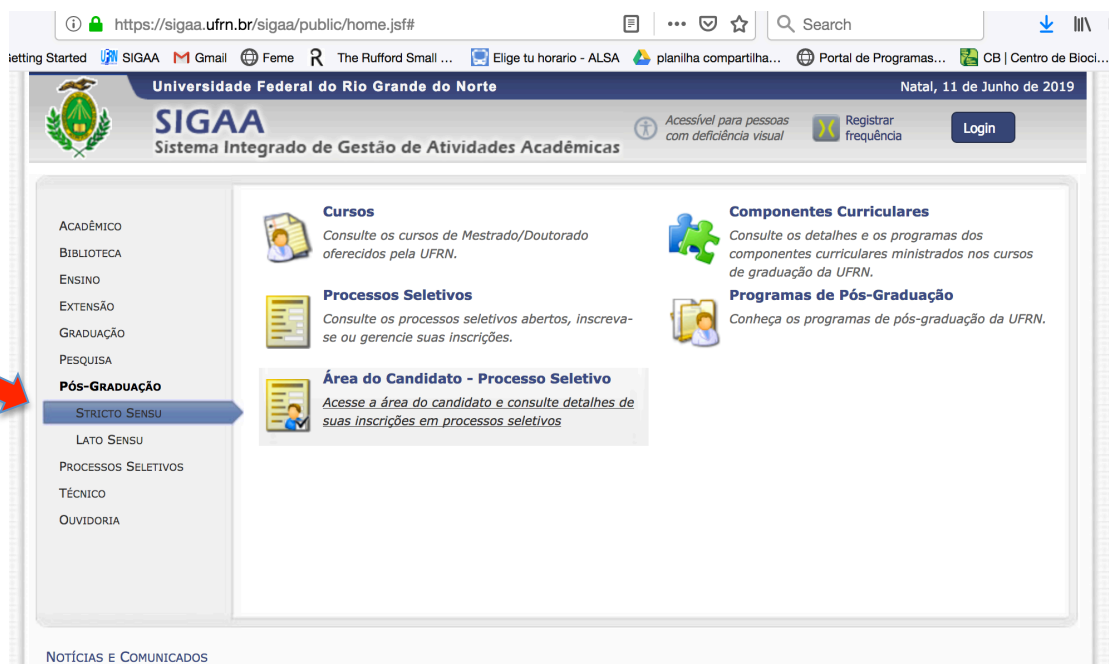 https://sigaa.ufrn.br/sigaa/public/home.jsf#
Search
etting Started
SIGAA
Gmail
Feme
The Rufford Small ...
Elige tu horario - ALSA
planilha compartilha...
Portal de Programas...
CB | Centro de Bioci...
Universidade Federal do Rio Grande do Norte
Natal, 11 de Junho de 2019
SIGAA
Sistema Integrado de Gestão de Atividades Acadêmicas
Acessível para pessoas
com deficiência visual
Registrar
frequência
Login
Acadêmico
Biblioteca
Ensino
Extensão
Graduação
Pesquisa
Pós-Graduação
Stricto Sensu
Lato Sensu
Processos Seletivos
Técnico
Ouvidoria
Cursos
Consulte os cursos de Mestrado/Doutorado
oferecidos pela UFRN.
Componentes Curriculares
Consulte os detalhes e os programas dos
componentes curriculares ministrados nos cursos
de graduação da UFRN.
Processos Seletivos
Consulte os processos seletivos abertos, inscreva-
se ou gerencie suas inscrições.
Programas de Pós-Graduação
Conheça os programas de pós-graduação da UFRN.
Área do Candidato - Processo Seletivo
Acesse a área do candidato e consulte detalhes de
suas inscrições em processos seletivos
Notícias e Comunicados